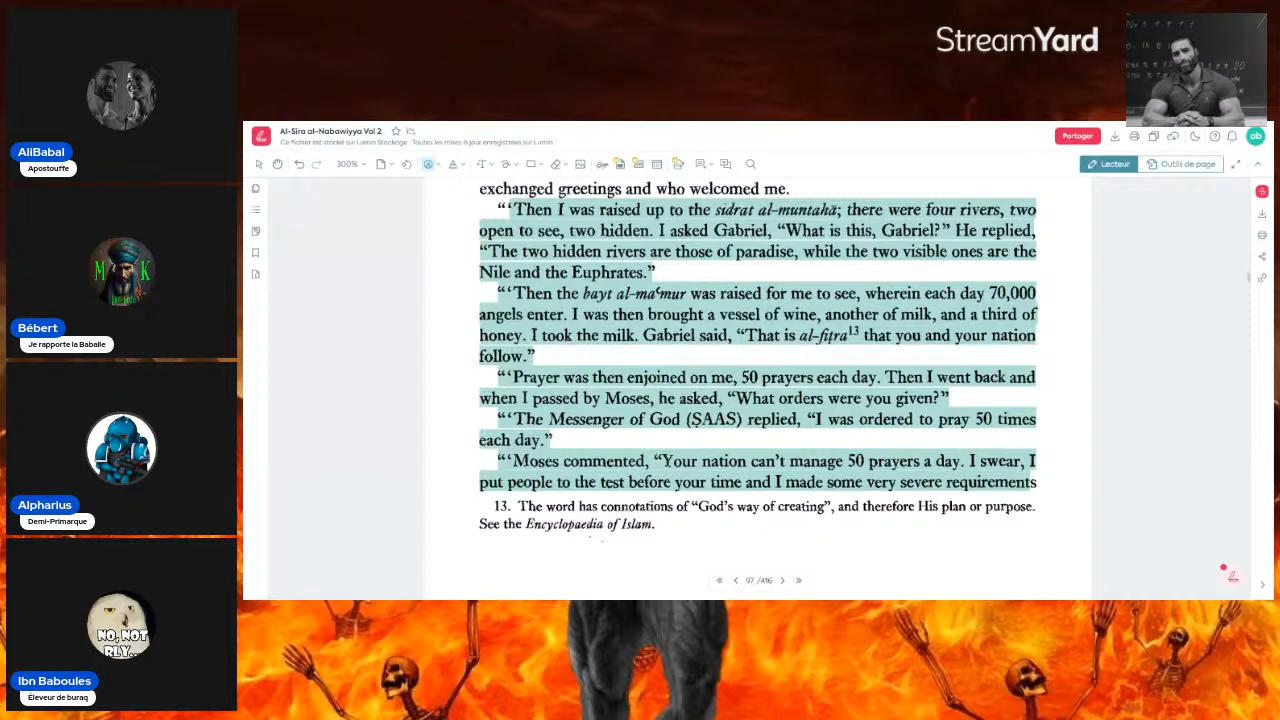 StreamYard
AliBabal
Apostouffe
M K
Bébert
Je rapporte la Baballe
Alpharius
Demi-Primarque
NO, NOT
RLY...
Ibn Baboules
Éleveur de buraq
Al-Sira al-Nabawiyya Vol 2
Ce fichier est stocké sur Lumin Stockage · Toutes les mises à jour enregistrées sur Lumin
Partager
ab
300%
Lecteur
Outils de page
exchanged greetings and who welcomed me.
“‘Then I was raised up to the sidrat al-muntahā; there were four rivers, two
open to see, two hidden. I asked Gabriel, “What is this, Gabriel?” He replied,
“The two hidden rivers are those of paradise, while the two visible ones are the
Nile and the Euphrates.”
“‘Then the bayt al-maʿmur was raised for me to see, wherein each day 70,000
angels enter. I was then brought a vessel of wine, another of milk, and a third of
honey. I took the milk. Gabriel said, “That is al-fiṭra¹³ that you and your nation
follow.”
“‘Prayer was then enjoined on me, 50 prayers each day. Then I went back and
when I passed by Moses, he asked, “What orders were you given?”
“‘The Messenger of God (ṢAAS) replied, “I was ordered to pray 50 times
each day.”
“‘Moses commented, “Your nation can’t manage 50 prayers a day. I swear, I
put people to the test before your time and I made some very severe requirements
13. The word has connotations of “God’s way of creating”, and therefore His plan or purpose.
See the Encyclopaedia of Islam.
97 /416